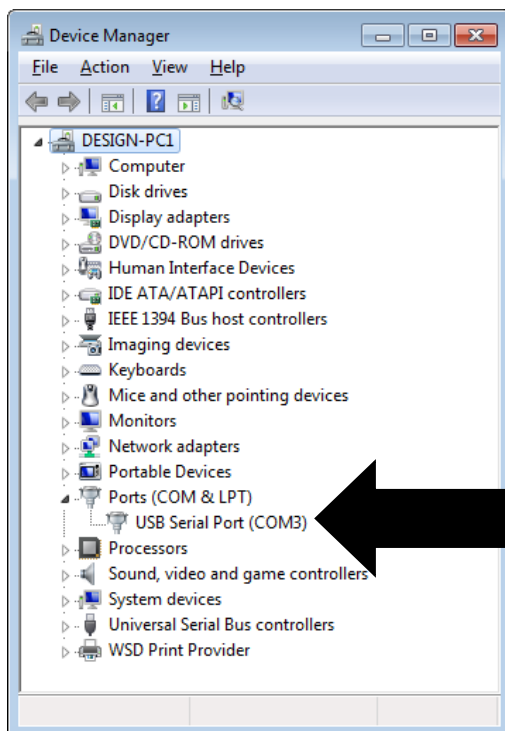 Device Manager
File Action View Help
DESIGN-PC1
Computer
Disk drives
Display adapters
DVD/CD-ROM drives
Human Interface Devices
IDE ATA/ATAPI controllers
IEEE 1394 Bus host controllers
Imaging devices
Keyboards
Mice and other pointing devices
Monitors
Network adapters
Portable Devices
Ports (COM & LPT)
USB Serial Port (COM3)
Processors
Sound, video and game controllers
System devices
Universal Serial Bus controllers
WSD Print Provider